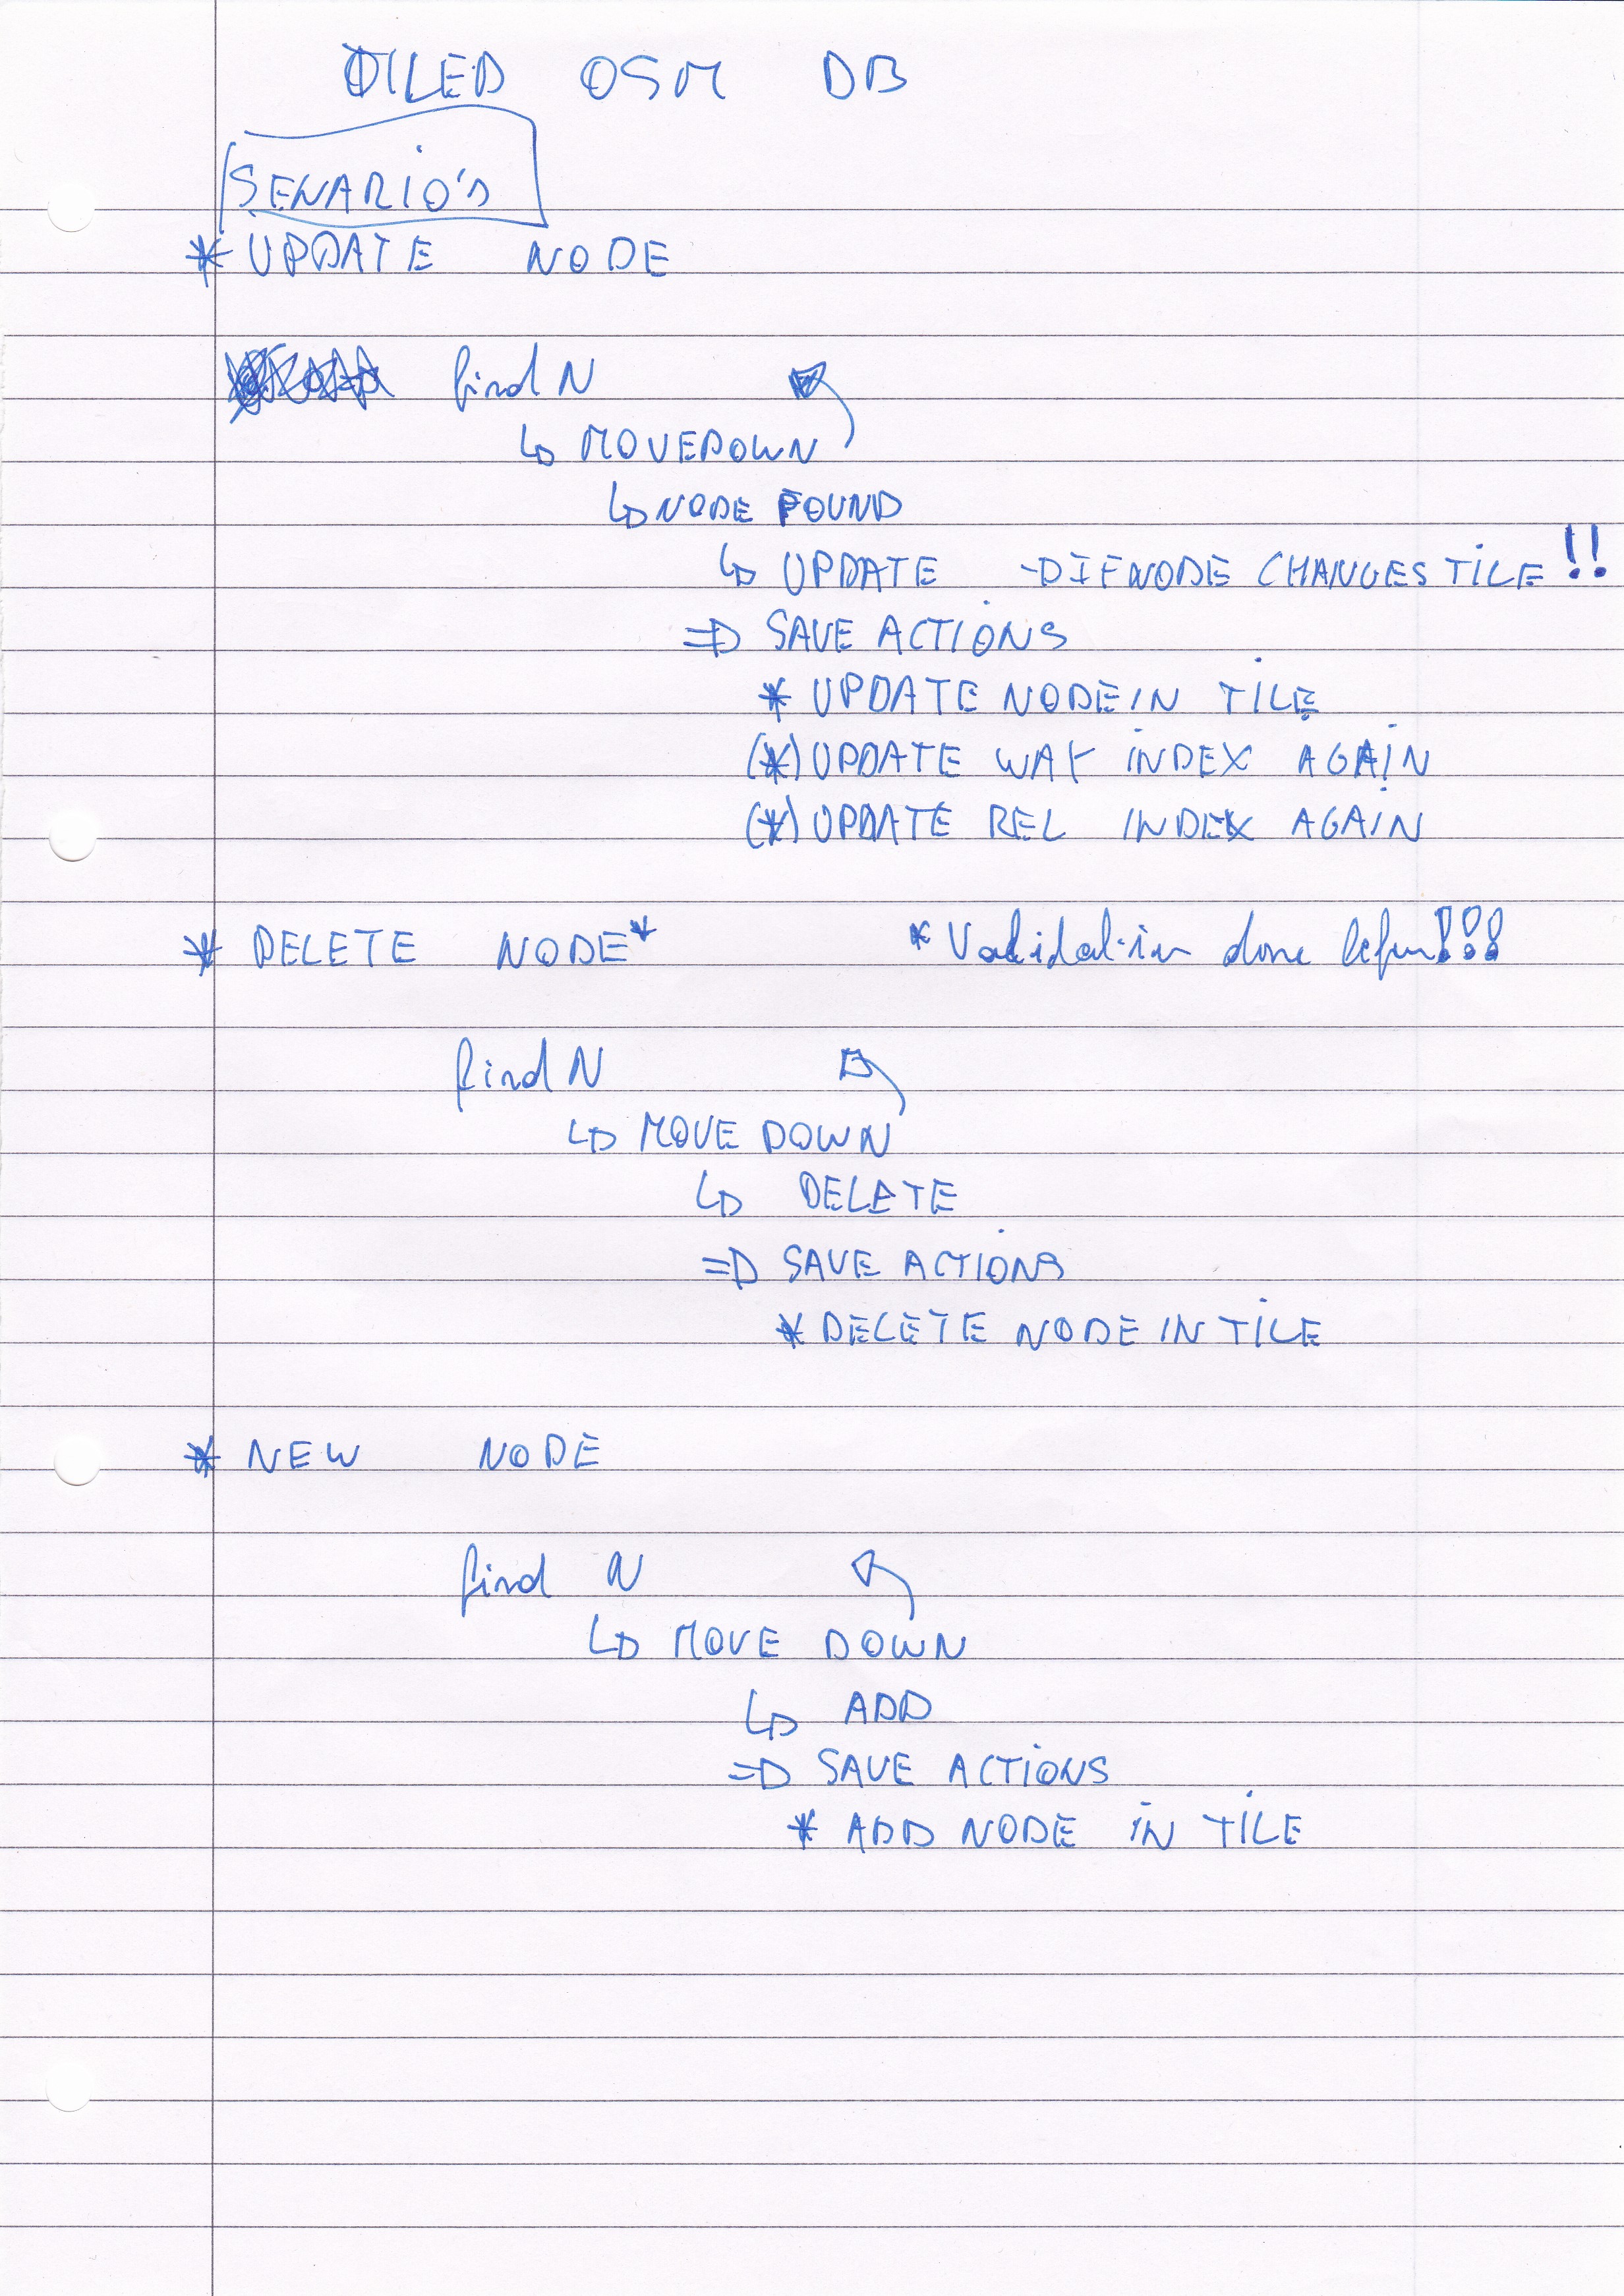 TILED OSM DB
SENARIO'S
* UPDATE NODE
find N
↳ MOVEDOWN
↳ NODE FOUND
↳ UPDATE → IF NODE CHANGES TILE !!
⇒ SAVE ACTIONS
* UPDATE NODE IN TILE
(*) UPDATE WAY INDEX AGAIN
(*) UPDATE REL INDEX AGAIN
* DELETE NODE* * Validation done before!!!
find N
↳ MOVE DOWN
↳ DELETE
⇒ SAVE ACTIONS
* DELETE NODE IN TILE
* NEW NODE
find N
↳ MOVE DOWN
↳ ADD
⇒ SAVE ACTIONS
* ADD NODE IN TILE